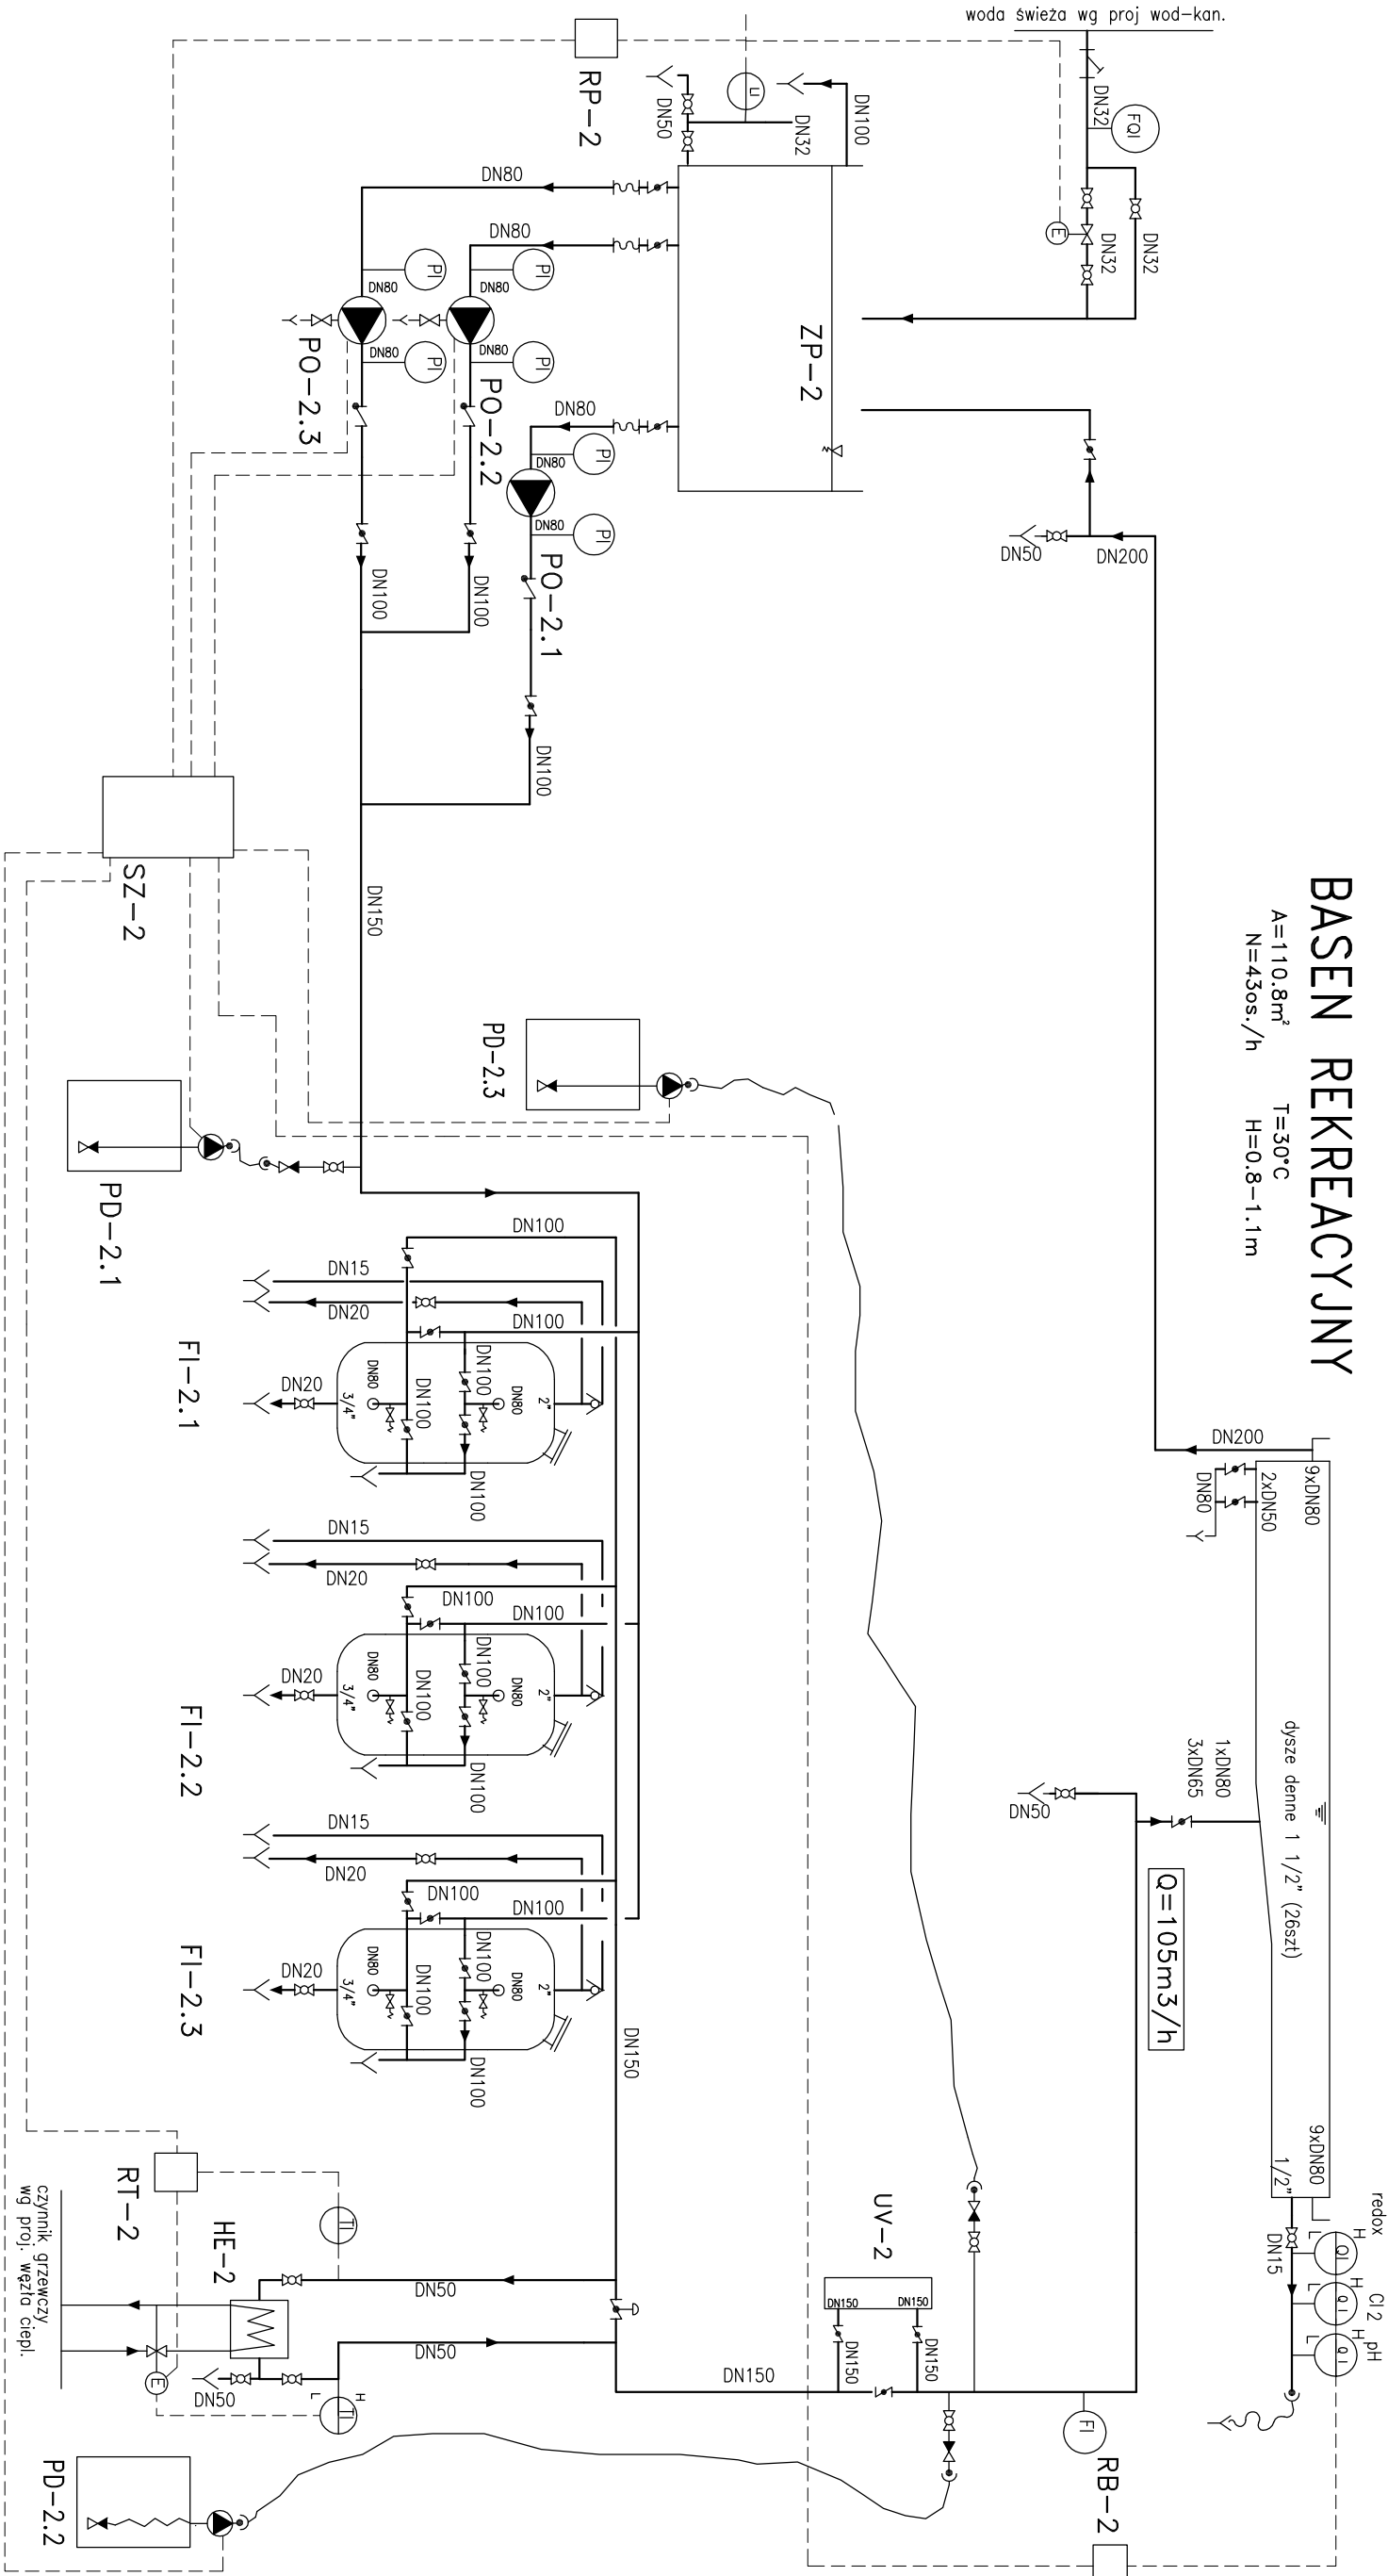 woda świeża wg proj wod-kan.
RP-2
DN50
LI
DN32
DN100
DN32
FQI
E
DN32
DN32
DN80
DN80
PI
PI
DN80
DN80
DN80
DN80
PI
PI
PO-2.3
PO-2.2
ZP-2
DN80
PI
DN80
DN80
PI
PO-2.1
DN50
DN200
DN100
DN100
DN100
SZ-2
DN150
BASEN REKREACYJNY
A=110.8m² T=30°C
N=43os./h H=0.8-1.1m
PD-2.3
PD-2.1
DN100
DN15
DN20
DN100
DN100
DN80
DN100
DN80
2"
3/4"
DN20
DN100
FI-2.1
DN200
9xDN80
2xDN50
DN80
DN15
DN20
DN100
DN100
DN100
DN80
DN100
DN80
2"
3/4"
DN20
DN100
FI-2.2
dysze denne 1 1/2" (26szt)
1xDN80
3xDN65
DN50
Q=105m3/h
DN15
DN20
DN100
DN100
DN100
DN80
DN100
DN80
2"
3/4"
DN20
DN100
FI-2.3
DN150
9xDN80
1/2"
DN15
redox
H
L
QI
Cl 2
H
L
QI
pH
H
L
QI
RT-2
TI
HE-2
czynnik grzewczy
wg proj. węzła ciepl.
DN50
DN50
E
DN50
H
L
TI
UV-2
DN150
DN150
DN150
DN150
DN150
FI
RB-2
PD-2.2